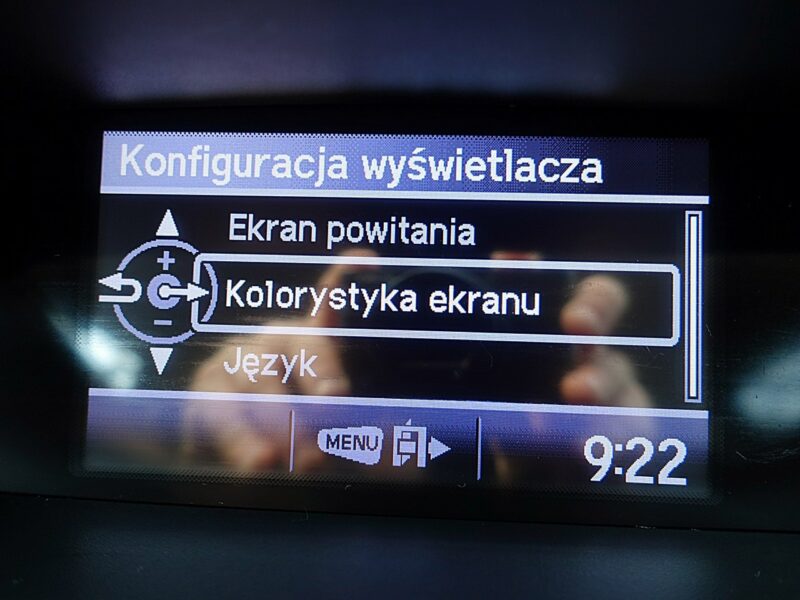 Konfiguracja wyświetlacza
Ekran powitania
+
Kolorystyka ekranu
−
Język
MENU
9:22